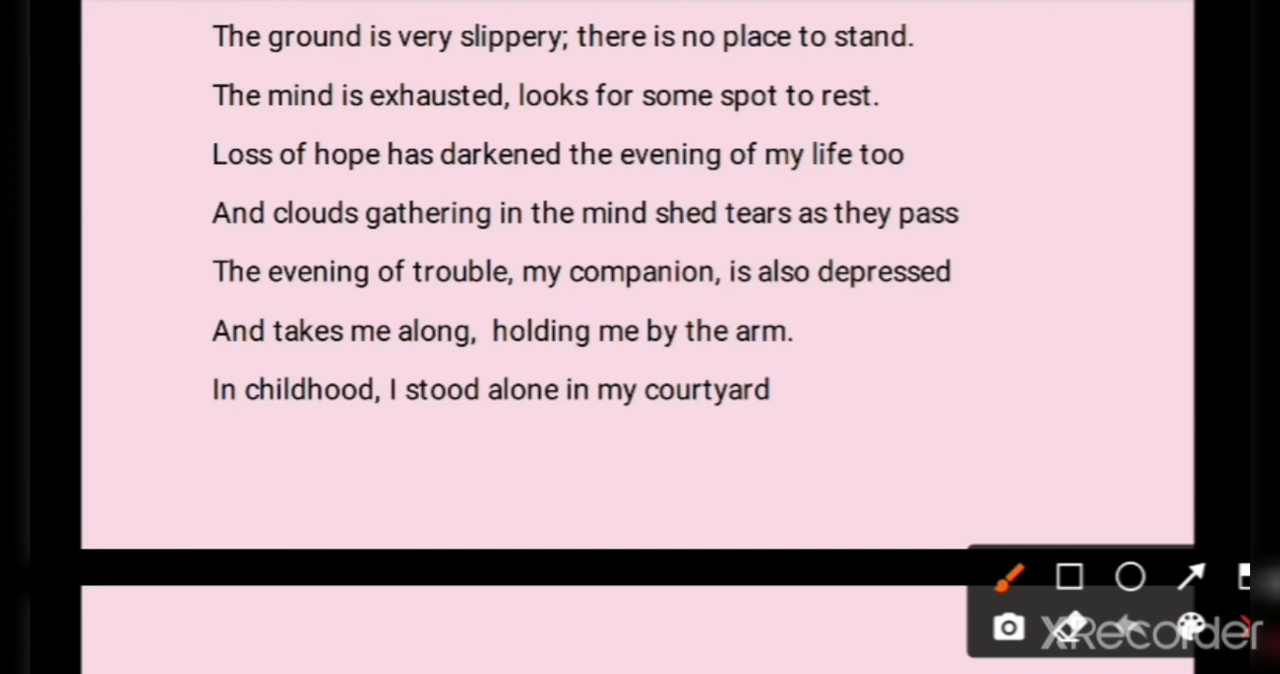 The ground is very slippery; there is no place to stand.
The mind is exhausted, looks for some spot to rest.
Loss of hope has darkened the evening of my life too
And clouds gathering in the mind shed tears as they pass
The evening of trouble, my companion, is also depressed
And takes me along,  holding me by the arm.
In childhood, I stood alone in my courtyard
XRecorder